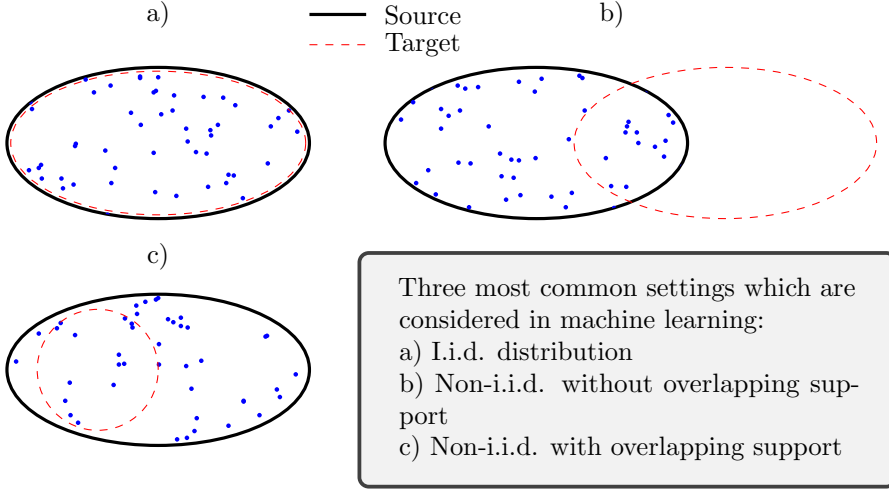 a)
Source
Target
b)
c)
Three most common settings which are
considered in machine learning:
a) I.i.d. distribution
b) Non-i.i.d. without overlapping sup-
port
c) Non-i.i.d. with overlapping support